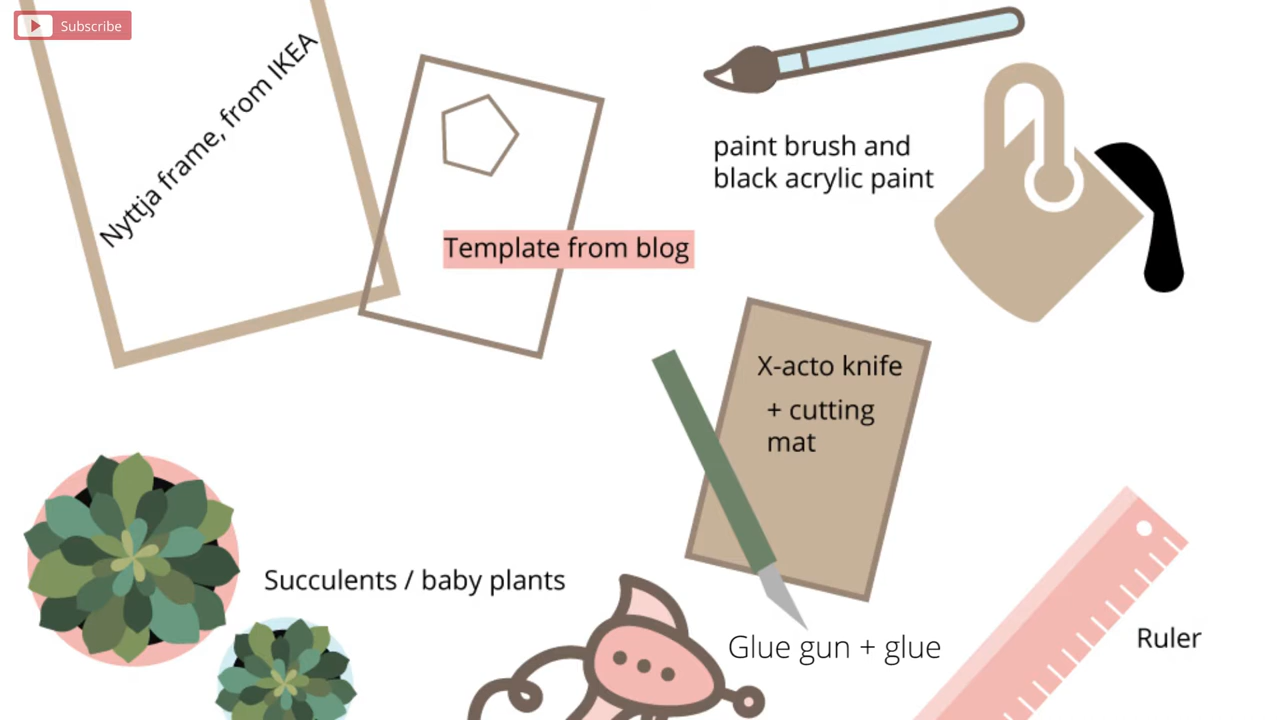 Subscribe
Nyttja frame, from IKEA
Template from blog
paint brush and
black acrylic paint
X-acto knife
+ cutting
mat
Succulents / baby plants
Glue gun + glue
Ruler